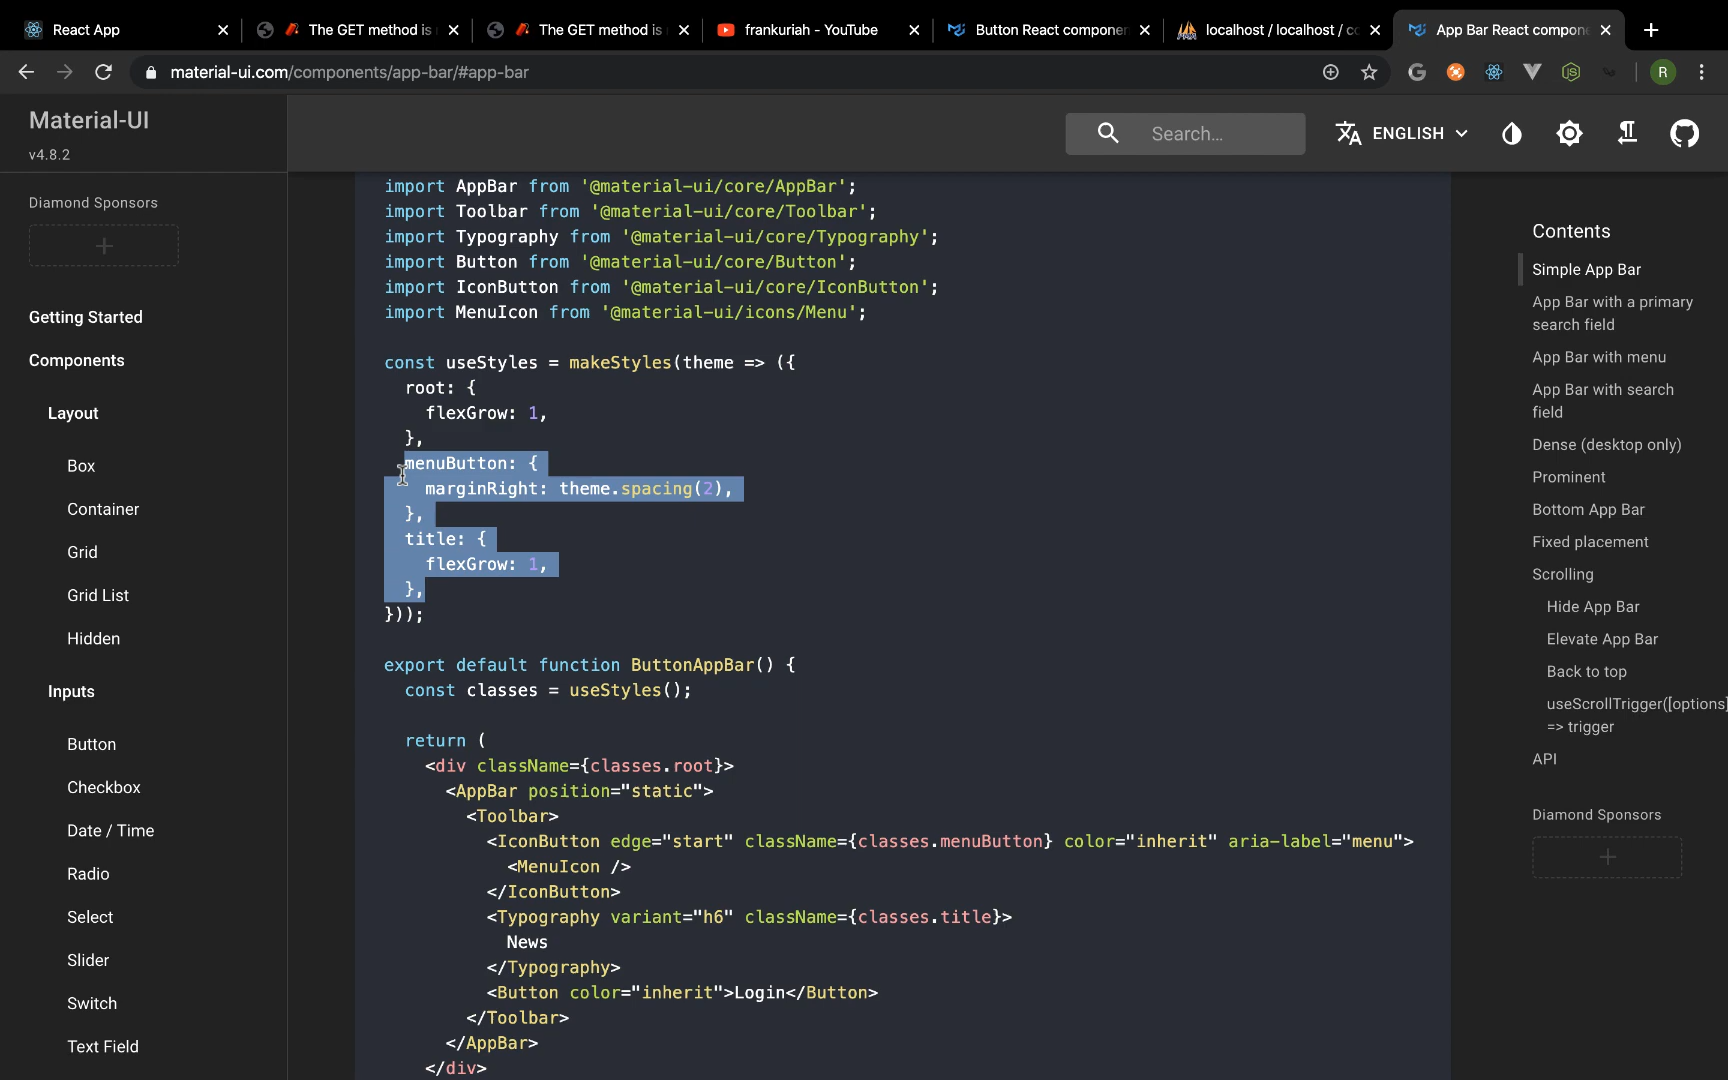 React App
The GET method is
The GET method is
frankuriah - YouTube
Button React componen
localhost / localhost / co
App Bar React compone
material-ui.com/components/app-bar/#app-bar
R
Material-UI
v4.8.2
Search…
ENGLISH
Diamond Sponsors
Getting Started
Components
Layout
Box
Container
Grid
Grid List
Hidden
Inputs
Button
Checkbox
Date / Time
Radio
Select
Slider
Switch
Text Field
import AppBar from '@material-ui/core/AppBar';
import Toolbar from '@material-ui/core/Toolbar';
import Typography from '@material-ui/core/Typography';
import Button from '@material-ui/core/Button';
import IconButton from '@material-ui/core/IconButton';
import MenuIcon from '@material-ui/icons/Menu';
const useStyles = makeStyles(theme => ({
root: {
flexGrow: 1,
},
menuButton: {
marginRight: theme.spacing(2),
},
title: {
flexGrow: 1,
},
}));
export default function ButtonAppBar() {
const classes = useStyles();
return (
<div className={classes.root}>
<AppBar position="static">
<Toolbar>
<IconButton edge="start" className={classes.menuButton} color="inherit" aria-label="menu">
<MenuIcon />
</IconButton>
<Typography variant="h6" className={classes.title}>
News
</Typography>
<Button color="inherit">Login</Button>
</Toolbar>
</AppBar>
</div>
Contents
Simple App Bar
App Bar with a primary
search field
App Bar with menu
App Bar with search
field
Dense (desktop only)
Prominent
Bottom App Bar
Fixed placement
Scrolling
Hide App Bar
Elevate App Bar
Back to top
useScrollTrigger([options]
=> trigger
API
Diamond Sponsors